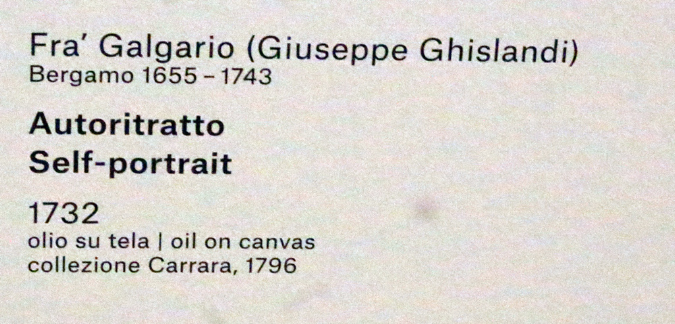 Fra’ Galgario (Giuseppe Ghislandi)
Bergamo 1655 – 1743
Autoritratto
Self-portrait
1732
olio su tela | oil on canvas
collezione Carrara, 1796